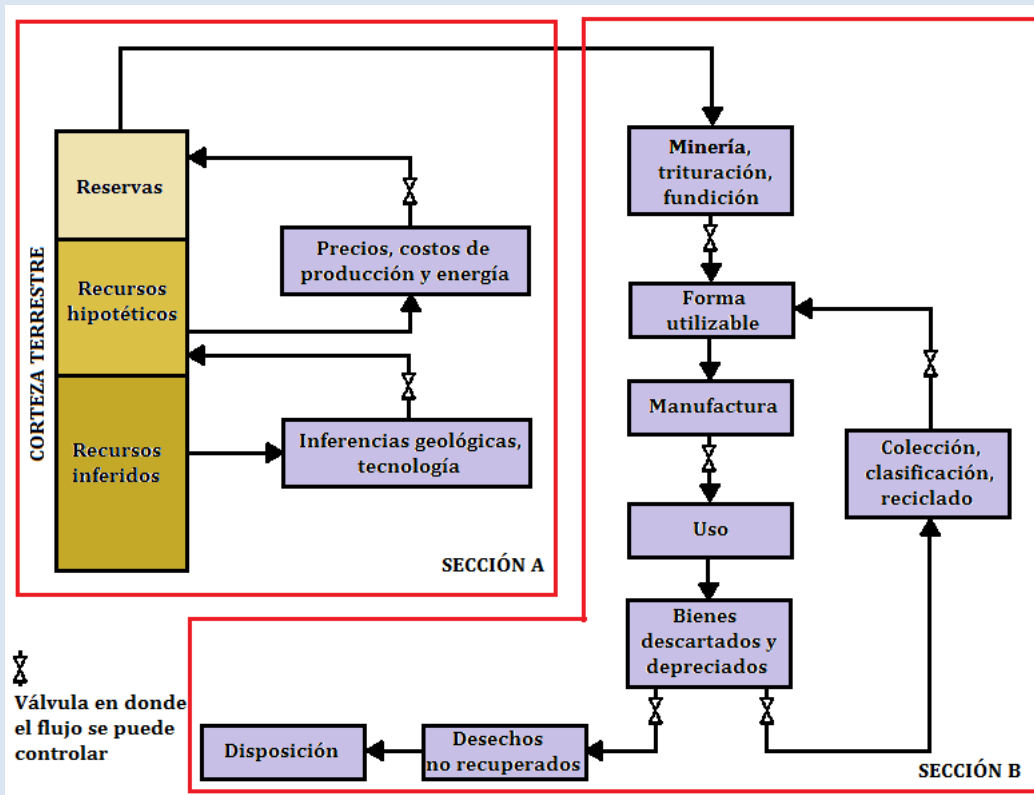 CORTEZA TERRESTRE
Reservas
Recursos
hipotéticos
Recursos
inferidos
Precios, costos de
producción y energía
Inferencias geológicas,
tecnología
SECCIÓN A
Minería,
trituración,
fundición
Forma
utilizable
Manufactura
Uso
Bienes
descartados y
depreciados
Colección,
clasificación,
reciclado
Desechos
no recuperados
Disposición
SECCIÓN B
Válvula en donde
el flujo se puede
controlar